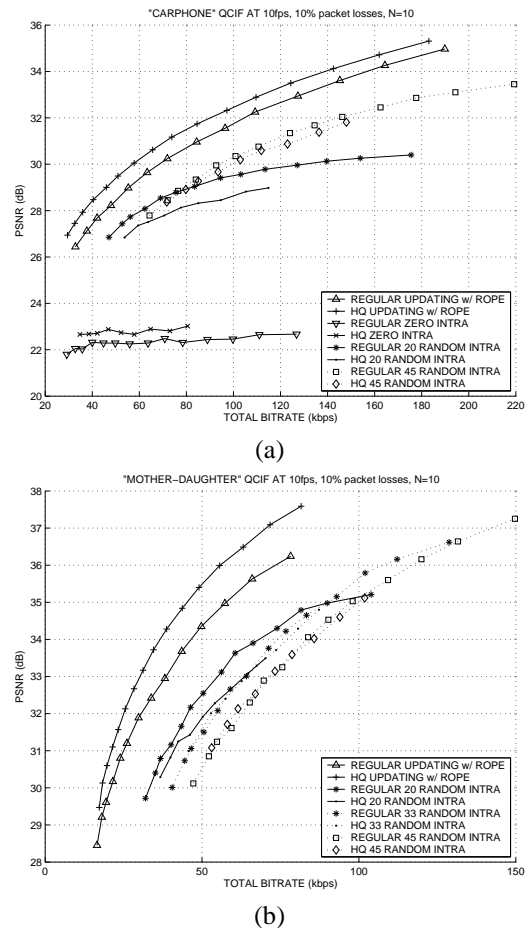 "CARPHONE" QCIF AT 10fps, 10% packet losses, N=10
36
34
32
30
28
26
24
22
20
PSNR (dB)
REGULAR UPDATING w/ ROPE
HQ UPDATING w/ ROPE
REGULAR ZERO INTRA
HQ ZERO INTRA
REGULAR 20 RANDOM INTRA
HQ 20 RANDOM INTRA
REGULAR 45 RANDOM INTRA
HQ 45 RANDOM INTRA
20 40 60 80 100 120 140 160 180 200 220
TOTAL BITRATE (kbps)
(a)
"MOTHER−DAUGHTER" QCIF AT 10fps, 10% packet losses, N=10
38
37
36
35
34
33
32
31
30
29
28
PSNR (dB)
REGULAR UPDATING w/ ROPE
HQ UPDATING w/ ROPE
REGULAR 20 RANDOM INTRA
HQ 20 RANDOM INTRA
REGULAR 33 RANDOM INTRA
HQ 33 RANDOM INTRA
REGULAR 45 RANDOM INTRA
HQ 45 RANDOM INTRA
50 100 150
TOTAL BITRATE (kbps)
(b)